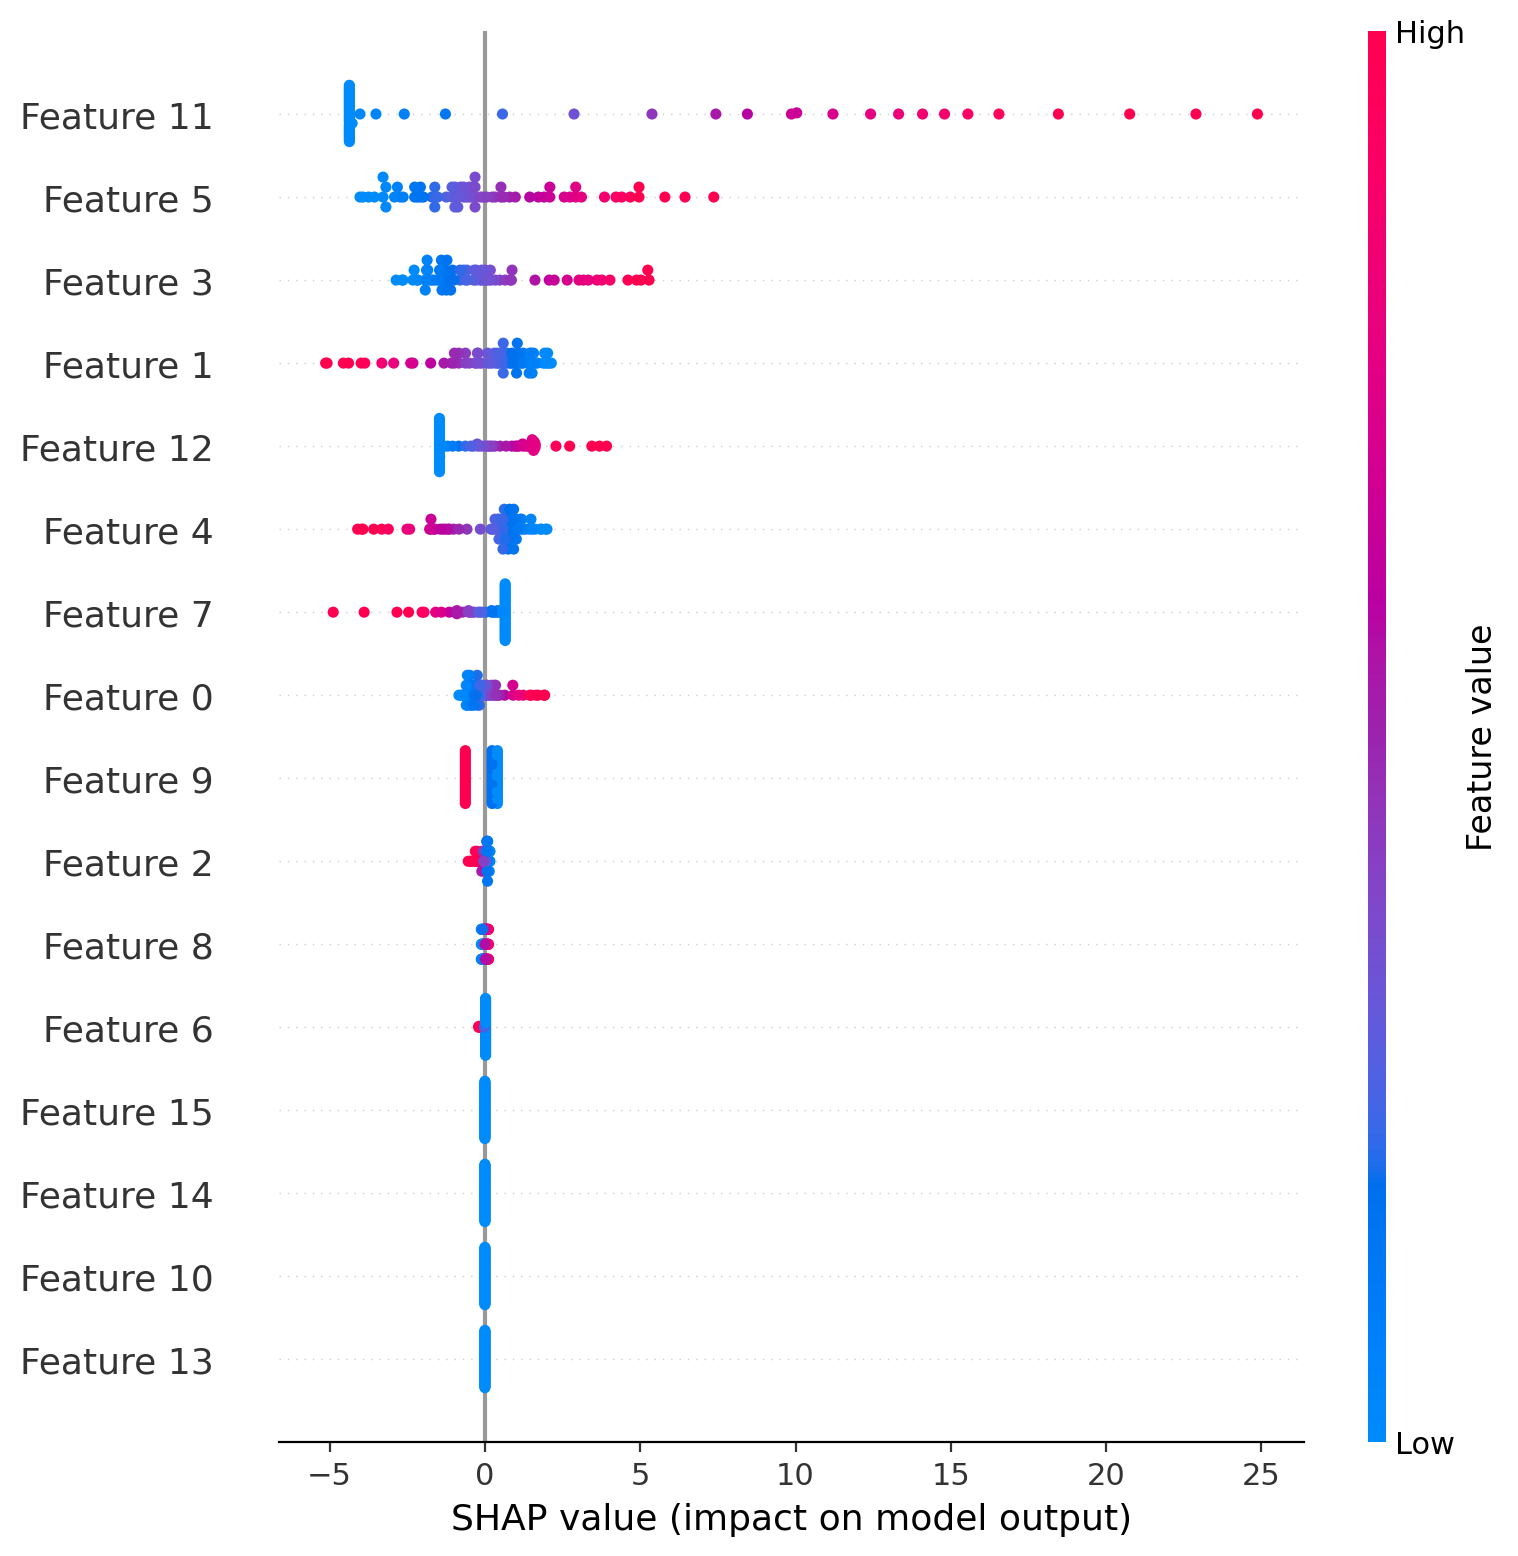 High
Feature 11
Feature 5
Feature 3
Feature 1
Feature 12
Feature 4
Feature 7
Feature 0
Feature 9
Feature 2
Feature 8
Feature 6
Feature 15
Feature 14
Feature 10
Feature 13
Feature value
Low
−5 0 5 10 15 20 25
SHAP value (impact on model output)